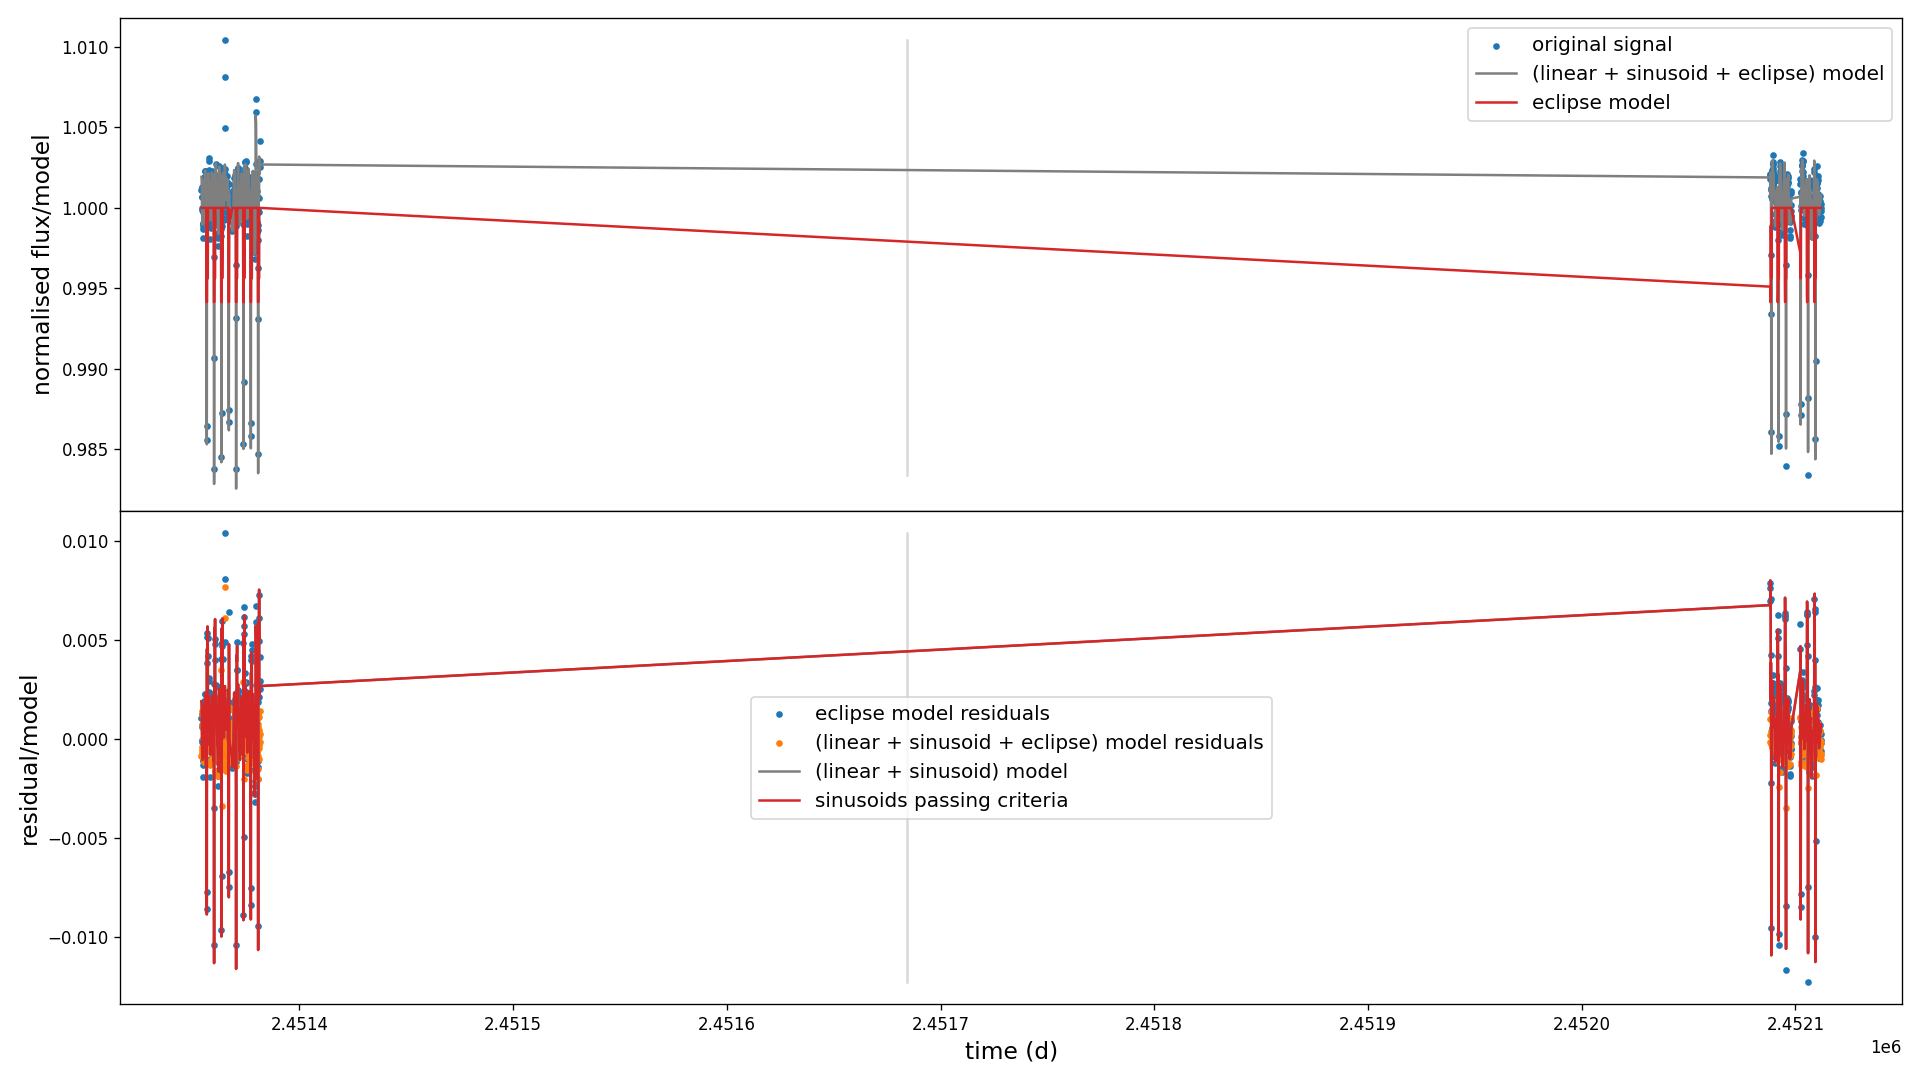 original signal
(linear + sinusoid + eclipse) model
eclipse model
normalised flux/model
1.010
1.005
1.000
0.995
0.990
0.985
eclipse model residuals
(linear + sinusoid + eclipse) model residuals
(linear + sinusoid) model
sinusoids passing criteria
residual/model
0.010
0.005
0.000
−0.005
−0.010
2.4514
2.4515
2.4516
2.4517
2.4518
2.4519
2.4520
2.4521
1e6
time (d)